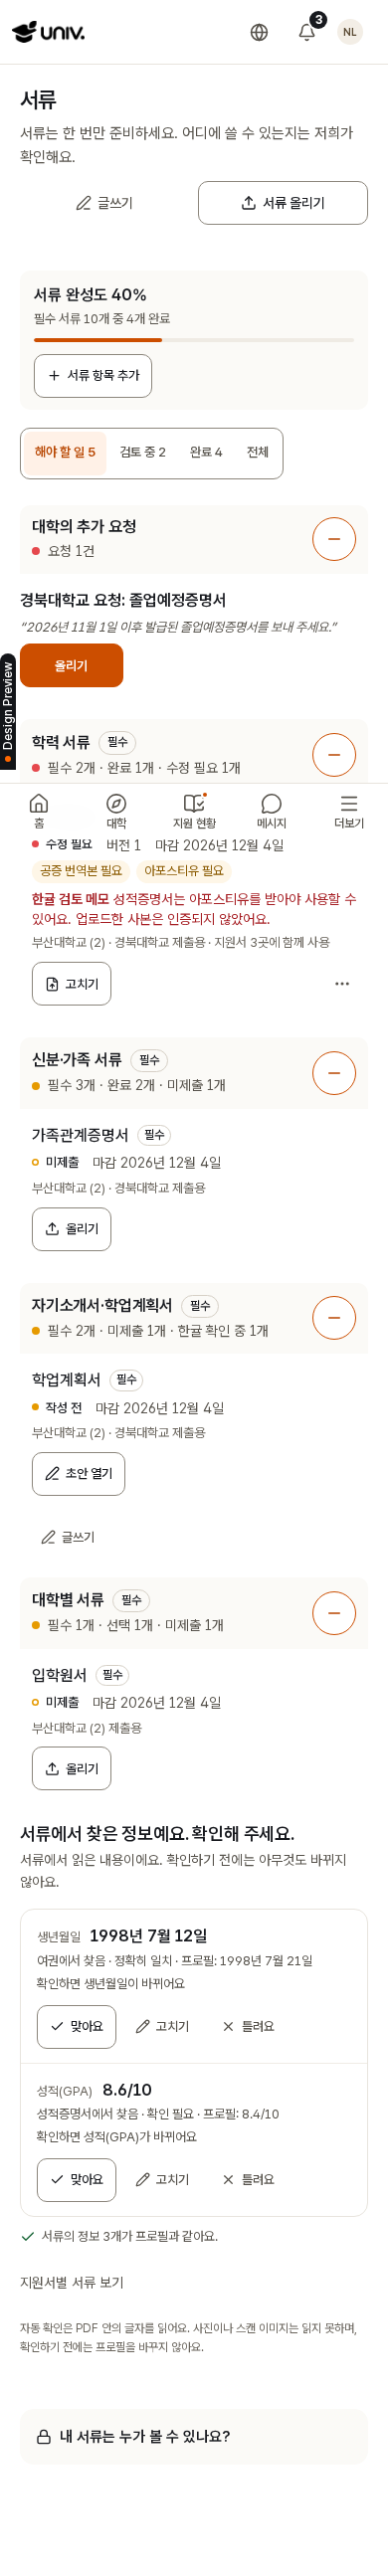 UNIV.
3
NL
서류
서류는 한 번만 준비하세요. 어디에 쓸 수 있는지는 저희가
확인해요.
글쓰기
서류 올리기
서류 완성도 40%
필수 서류 10개 중 4개 완료
서류 항목 추가
해야 할 일 5 검토 중 2 완료 4 전체
대학의 추가 요청
요청 1건
경북대학교 요청: 졸업예정증명서
“2026년 11월 1일 이후 발급된 졸업예정증명서를 보내 주세요.”
올리기
Design Preview
학력 서류 필수
필수 2개 · 완료 1개 · 수정 필요 1개
홈 대학 지원 현황 메시지 더보기
수정 필요 버전 1 마감 2026년 12월 4일
공증 번역본 필요 아포스티유 필요
한귤 검토 메모 성적증명서는 아포스티유를 받아야 사용할 수
있어요. 업로드한 사본은 인증되지 않았어요.
부산대학교 (2) · 경북대학교 제출용 · 지원서 3곳에 함께 사용
고치기
신분·가족 서류 필수
필수 3개 · 완료 2개 · 미제출 1개
가족관계증명서 필수
미제출 마감 2026년 12월 4일
부산대학교 (2) · 경북대학교 제출용
올리기
자기소개서·학업계획서 필수
필수 2개 · 미제출 1개 · 한귤 확인 중 1개
학업계획서 필수
작성 전 마감 2026년 12월 4일
부산대학교 (2) · 경북대학교 제출용
초안 열기
글쓰기
대학별 서류 필수
필수 1개 · 선택 1개 · 미제출 1개
입학원서 필수
미제출 마감 2026년 12월 4일
부산대학교 (2) 제출용
올리기
서류에서 찾은 정보예요. 확인해 주세요.
서류에서 읽은 내용이에요. 확인하기 전에는 아무것도 바뀌지
않아요.
생년월일 1998년 7월 12일
여권에서 찾음 · 정확히 일치 · 프로필: 1998년 7월 21일
확인하면 생년월일이 바뀌어요
맞아요 고치기 틀려요
성적(GPA) 8.6/10
성적증명서에서 찾음 · 확인 필요 · 프로필: 8.4/10
확인하면 성적(GPA)가 바뀌어요
맞아요 고치기 틀려요
서류의 정보 3개가 프로필과 같아요.
지원서별 서류 보기
자동 확인은 PDF 안의 글자를 읽어요. 사진이나 스캔 이미지는 읽지 못하며,
확인하기 전에는 프로필을 바꾸지 않아요.
내 서류는 누가 볼 수 있나요?